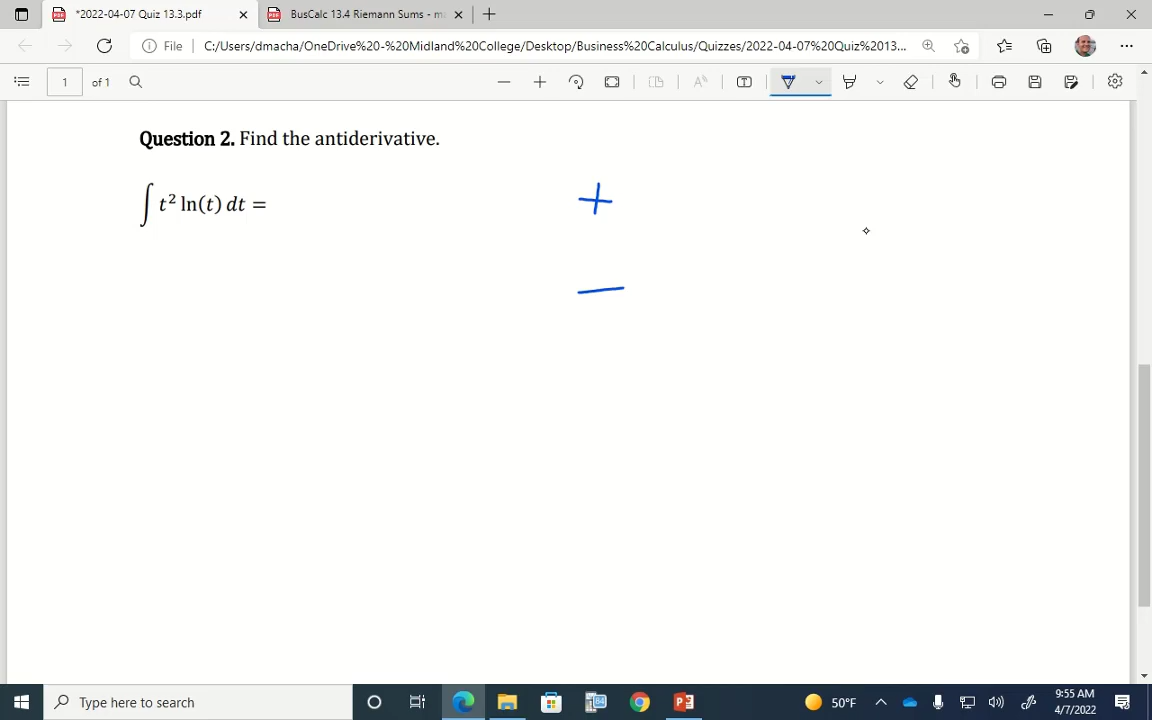 *2022-04-07 Quiz 13.3.pdf
BusCalc 13.4 Riemann Sums - m
File
C:/Users/dmacha/OneDrive%20-%20Midland%20College/Desktop/Business%20Calculus/Quizzes/2022-04-07%20Quiz%2013...
1 of 1
Question 2. Find the antiderivative.
∫ t² ln(t) dt =
+
—
Type here to search
50°F
9:55 AM
4/7/2022